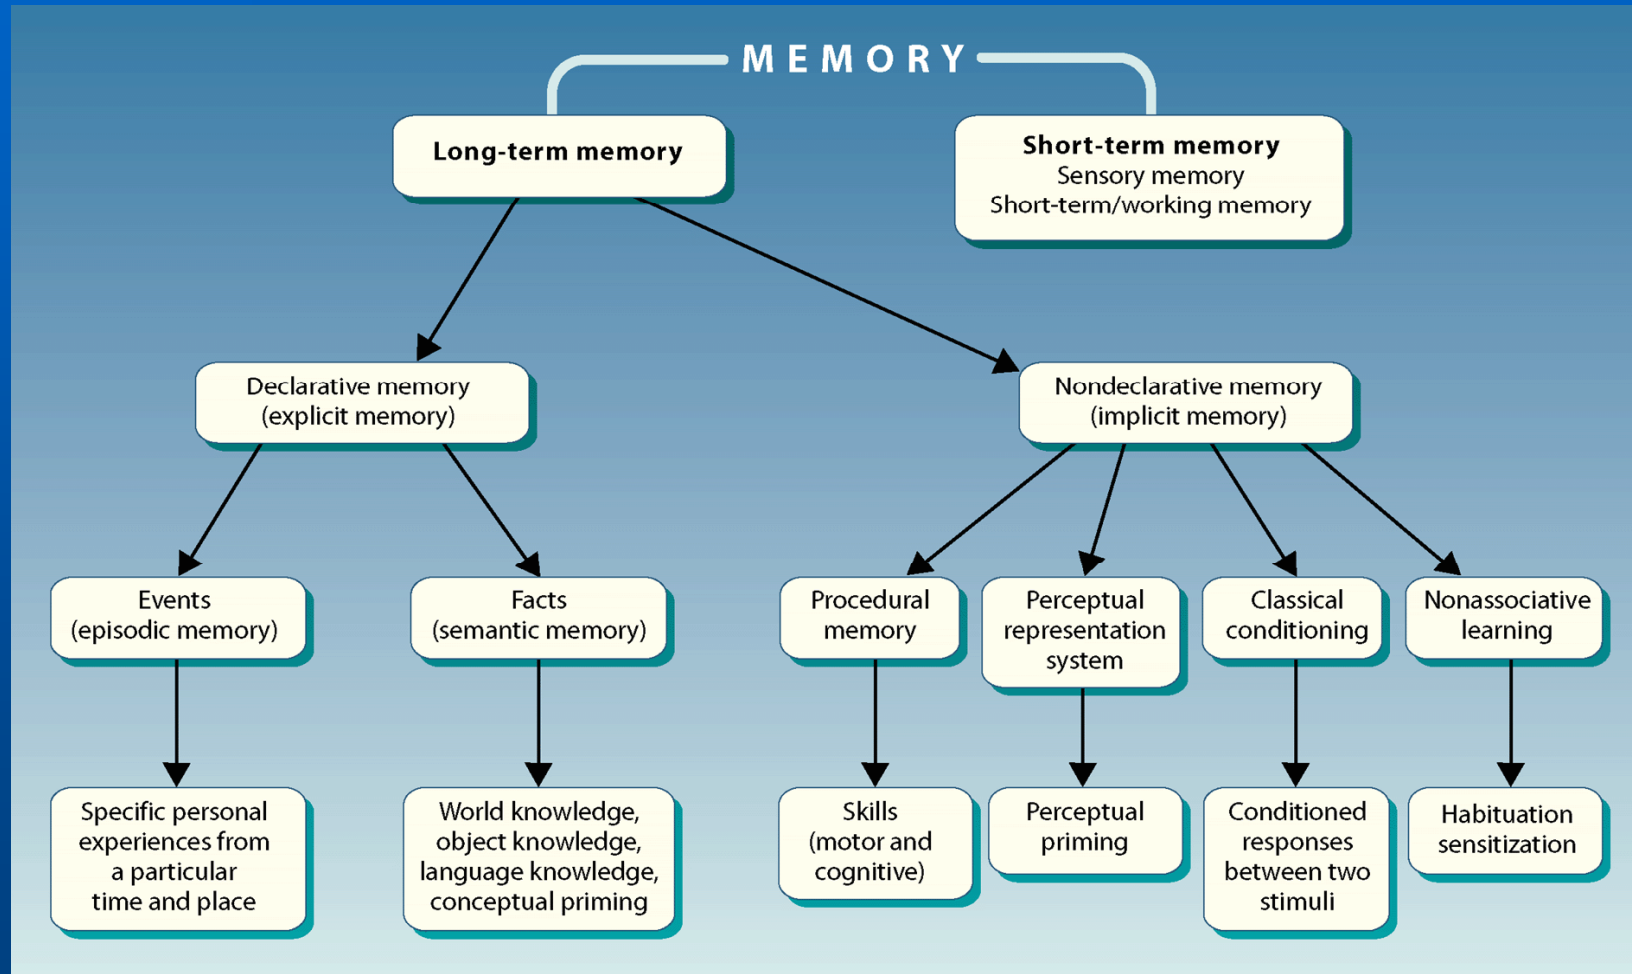 MEMORY
Long-term memory
Short-term memory
Sensory memory
Short-term/working memory
Declarative memory
(explicit memory)
Nondeclarative memory
(implicit memory)
Events
(episodic memory)
Facts
(semantic memory)
Procedural
memory
Perceptual
representation
system
Classical
conditioning
Nonassociative
learning
Specific personal
experiences from
a particular
time and place
World knowledge,
object knowledge,
language knowledge,
conceptual priming
Skills
(motor and
cognitive)
Perceptual
priming
Conditioned
responses
between two
stimuli
Habituation
sensitization